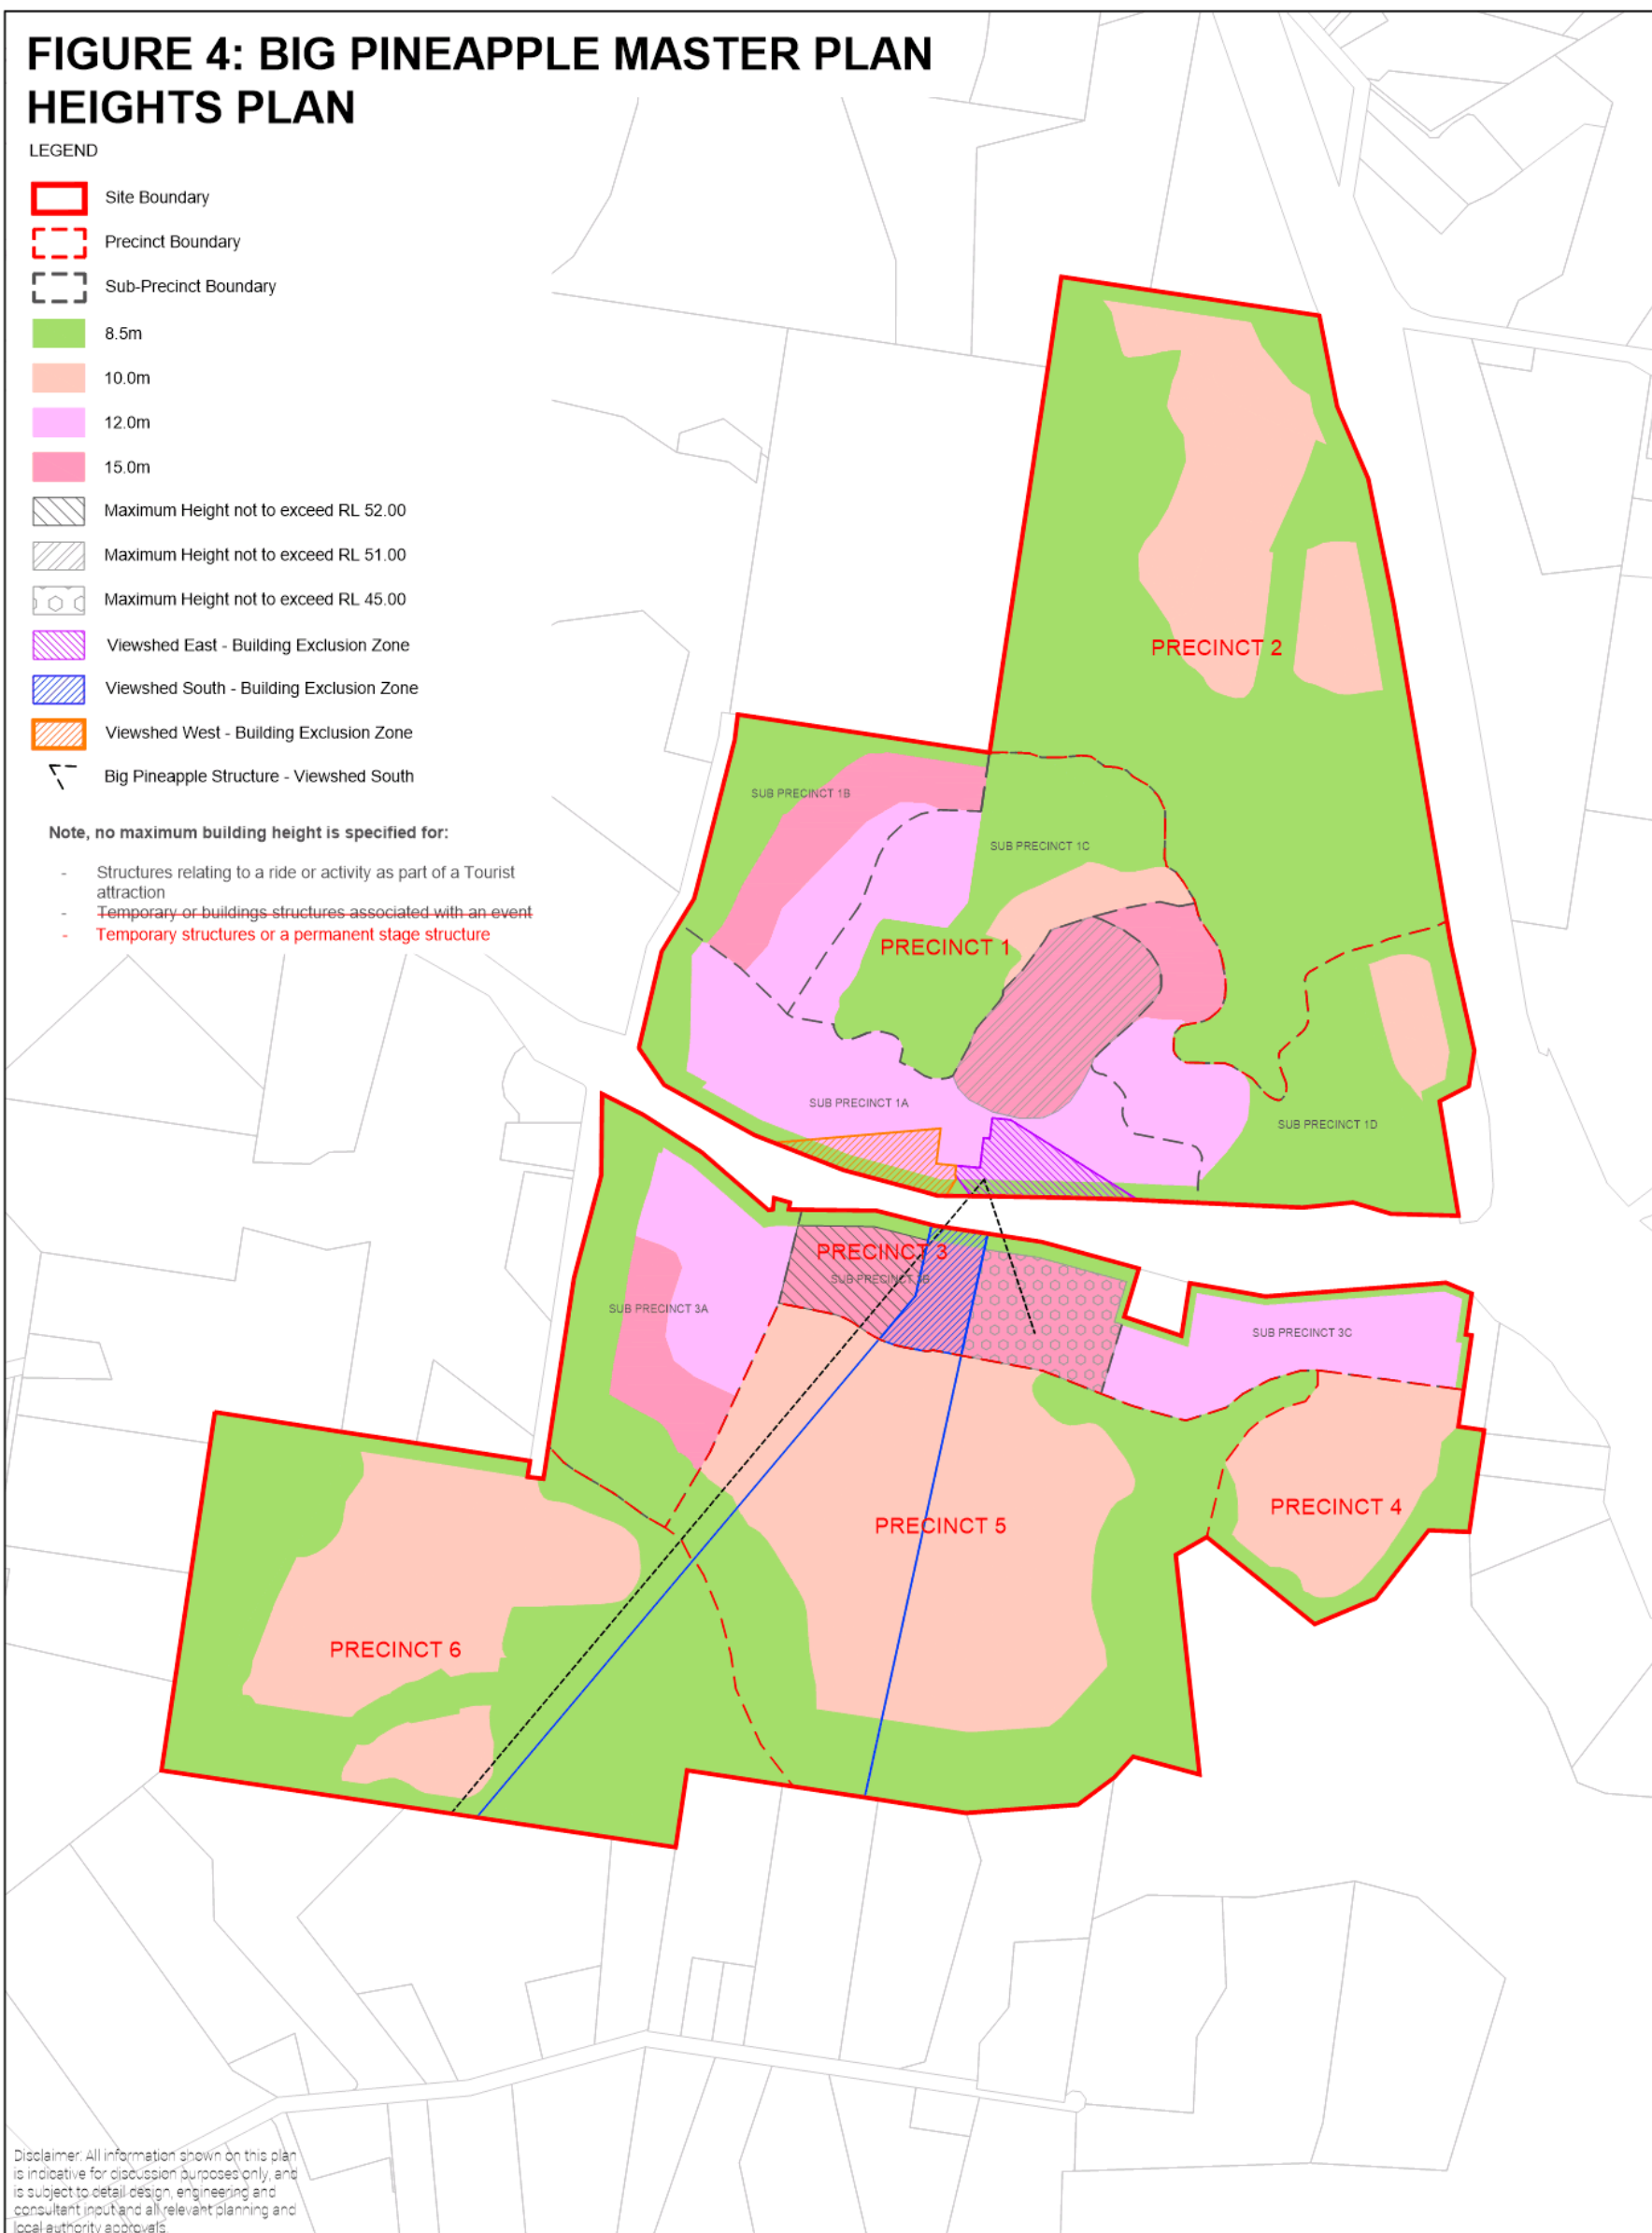 FIGURE 4: BIG PINEAPPLE MASTER PLAN
HEIGHTS PLAN
LEGEND
Site Boundary
Precinct Boundary
Sub-Precinct Boundary
8.5m
10.0m
12.0m
15.0m
Maximum Height not to exceed RL 52.00
Maximum Height not to exceed RL 51.00
Maximum Height not to exceed RL 45.00
Viewshed East - Building Exclusion Zone
Viewshed South - Building Exclusion Zone
Viewshed West - Building Exclusion Zone
Big Pineapple Structure - Viewshed South
Note, no maximum building height is specified for:
- Structures relating to a ride or activity as part of a Tourist
attraction
- Temporary or buildings structures associated with an event
- Temporary structures or a permanent stage structure
PRECINCT 2
SUB PRECINCT 1B
SUB PRECINCT 1C
PRECINCT 1
SUB PRECINCT 1A
SUB PRECINCT 1D
PRECINCT 3
SUB PRECINCT 3B
SUB PRECINCT 3A
SUB PRECINCT 3C
PRECINCT 4
PRECINCT 5
PRECINCT 6
Disclaimer: All information shown on this plan
is indicative for discussion purposes only, and
is subject to detail design, engineering and
consultant input and all relevant planning and
local authority approvals.